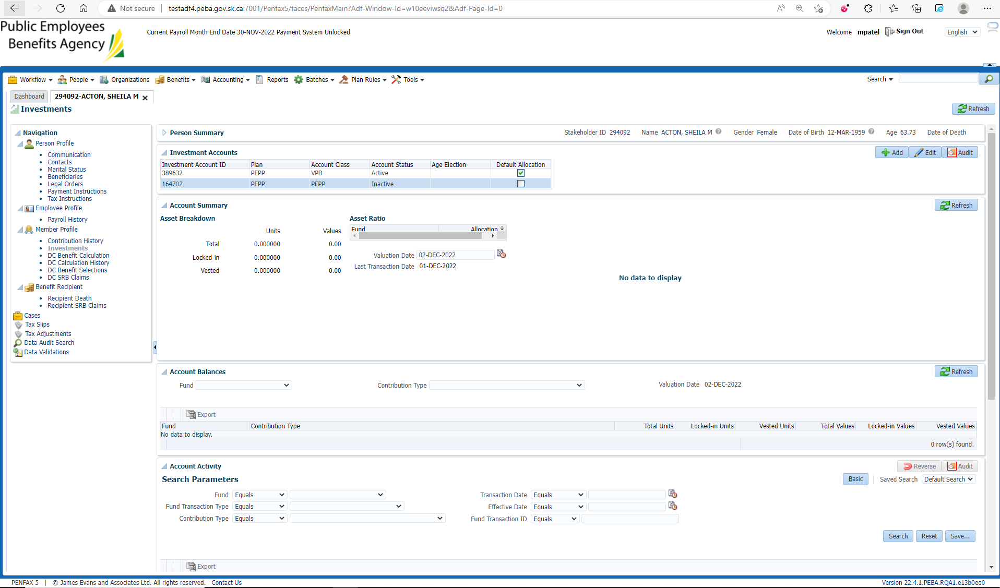 Not secure | testadf4.peba.gov.sk.ca:7001/Penfax5/faces/PenfaxMain?Adf-Window-Id=w10eeviwsq2&Adf-Page-Id=0
Public Employees
Benefits Agency
Current Payroll Month End Date 30-NOV-2022 Payment System Unlocked
Welcome mpatel Sign Out English
Workflow People Organizations Benefits Accounting Reports Batches Plan Rules Tools Search
Dashboard 294092-ACTON, SHEILA M
Investments Refresh
Navigation
Person Profile
Communication
Contacts
Marital Status
Beneficiaries
Legal Orders
Payment Instructions
Tax Instructions
Employee Profile
Payroll History
Member Profile
Contribution History
Investments
DC Benefit Calculation
DC Calculation History
DC Benefit Selections
DC SRB Claims
Benefit Recipient
Recipient Death
Recipient SRB Claims
Cases
Tax Slips
Tax Adjustments
Data Audit Search
Data Validations
Person Summary Stakeholder ID 294092 Name ACTON, SHEILA M Gender Female Date of Birth 12-MAR-1959 Age 63.73 Date of Death
Investment Accounts Add Edit Audit
Investment Account ID Plan Account Class Account Status Age Election Default Allocation
389632 PEPP VPB Active
164702 PEPP PEPP Inactive
Account Summary Refresh
Asset Breakdown Asset Ratio
Units Values Fund Allocation
Total 0.000000 0.00
Locked-in 0.000000 0.00 Valuation Date 02-DEC-2022
Vested 0.000000 0.00 Last Transaction Date 01-DEC-2022
No data to display
Account Balances Refresh
Fund Contribution Type Valuation Date 02-DEC-2022
Export
Fund Contribution Type Total Units Locked-in Units Vested Units Total Values Locked-in Values Vested Values
No data to display.
0 row(s) found.
Account Activity Reverse Audit
Search Parameters Basic Saved Search Default Search
Fund Equals Transaction Date Equals
Fund Transaction Type Equals Effective Date Equals
Contribution Type Equals Fund Transaction ID Equals
Search Reset Save...
Export
PENFAX 5 | © James Evans and Associates Ltd. All rights reserved. Contact Us Version 22.4.1.PEBA.RQA1.e13b0ee0